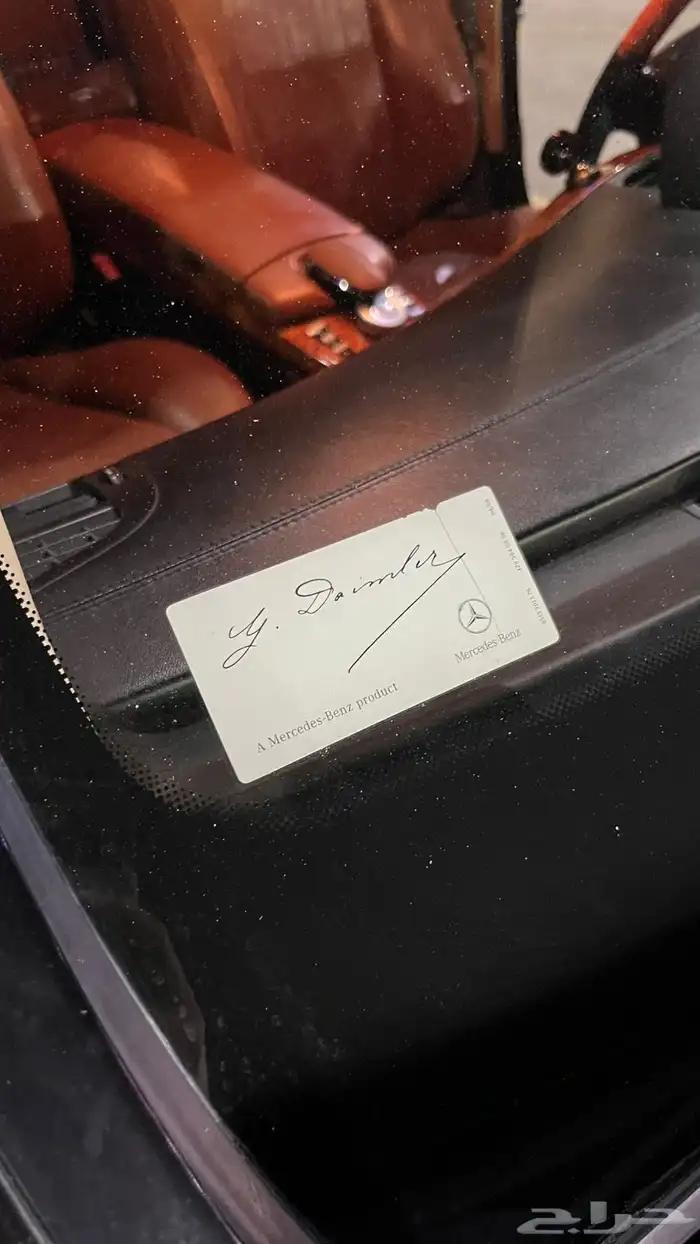 G. Daimler
A Mercedes-Benz product
Mercedes-Benz
حراج